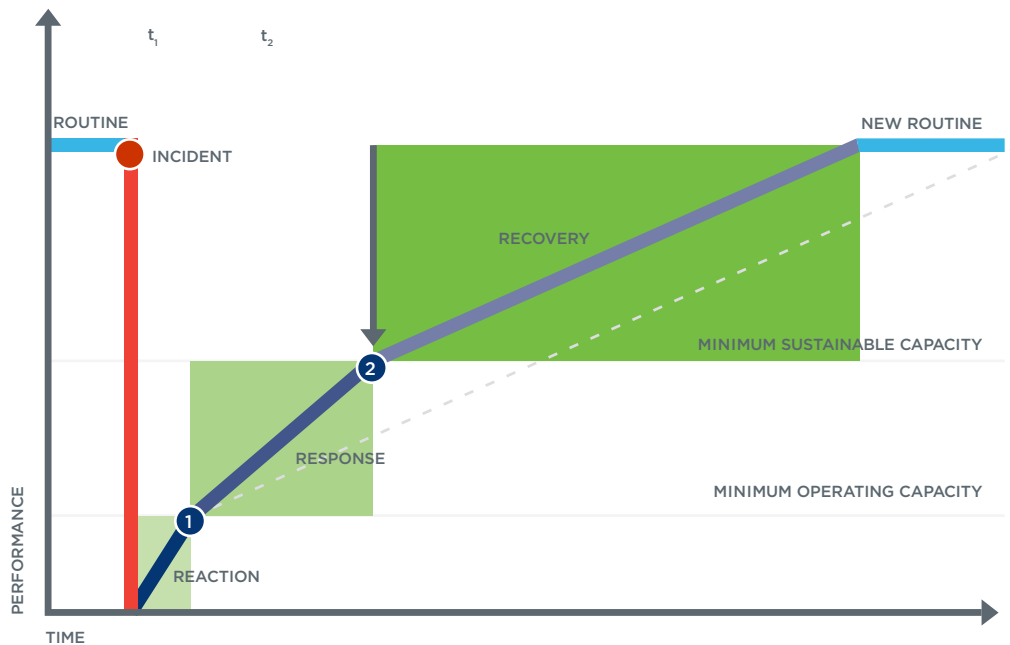 t1
t2
ROUTINE
NEW ROUTINE
INCIDENT
RECOVERY
MINIMUM SUSTAINABLE CAPACITY
2
RESPONSE
MINIMUM OPERATING CAPACITY
1
REACTION
PERFORMANCE
TIME